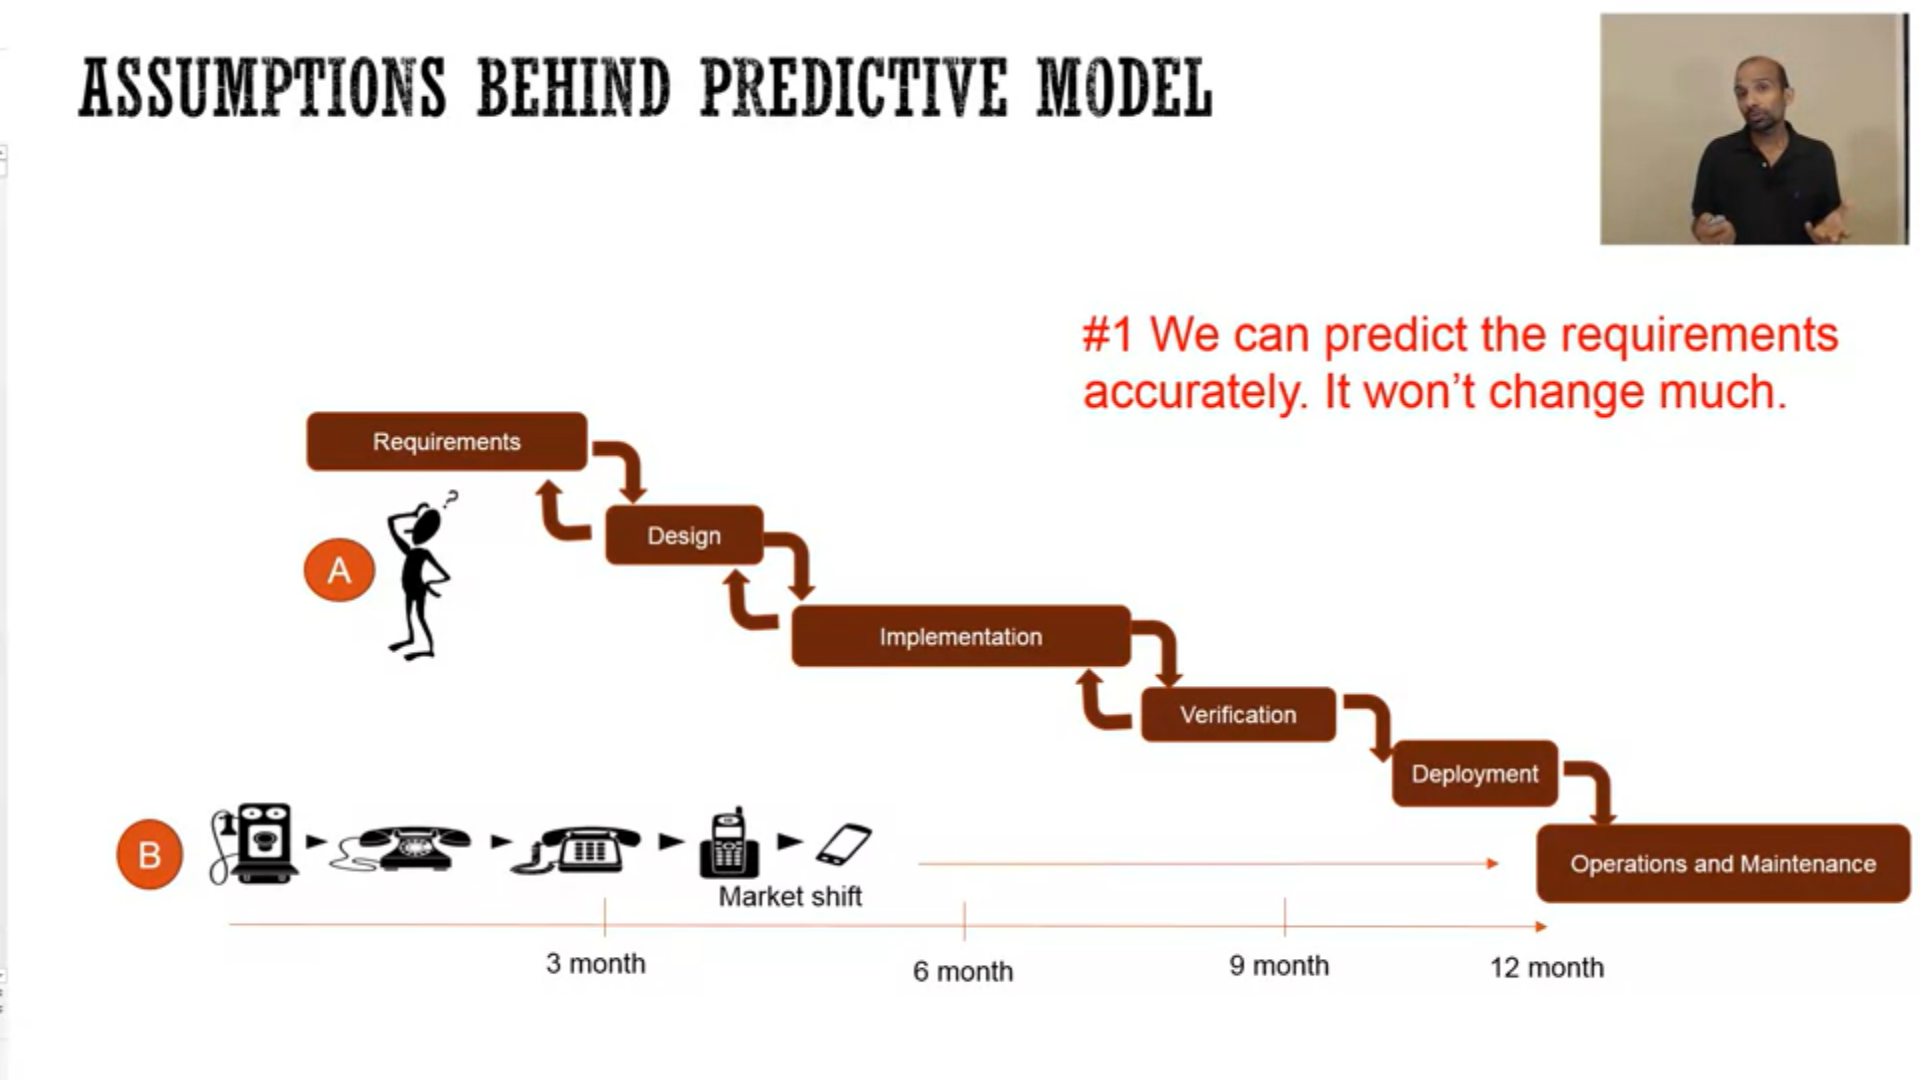 ASSUMPTIONS BEHIND PREDICTIVE MODEL
#1 We can predict the requirements
accurately. It won't change much.
Requirements
?
Design
A
Implementation
Verification
Deployment
B
Operations and Maintenance
Market shift
3 month
6 month
9 month
12 month